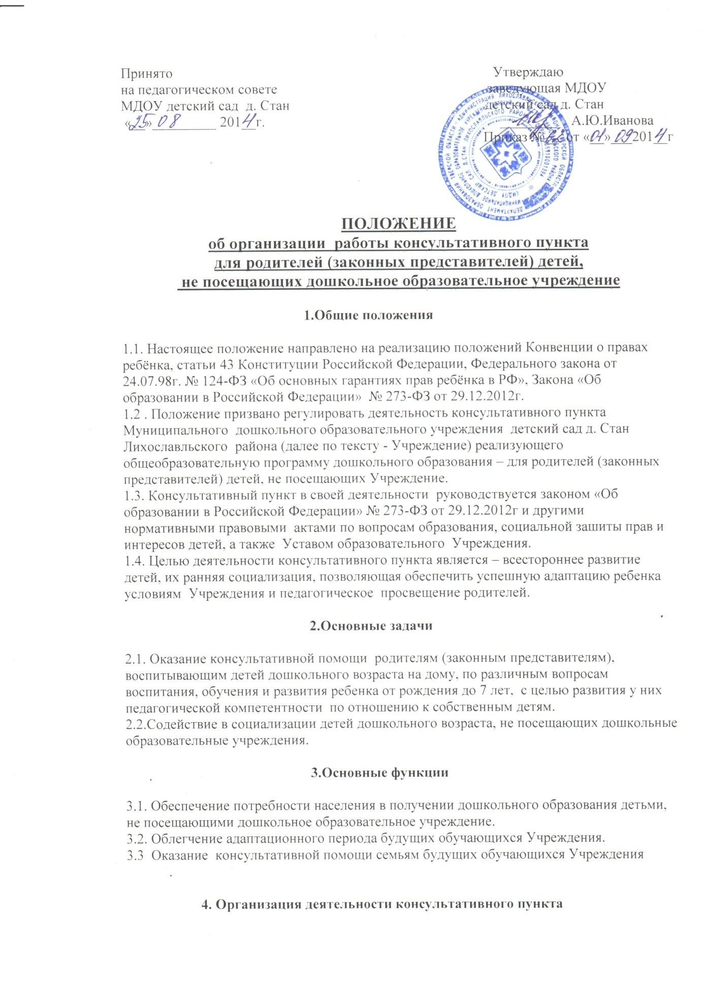 Принято
на педагогическом совете
МДОУ детский сад д. Стан
«25» 08 2014 г.
Утверждаю
заведующая МДОУ
детский сад д. Стан
А.Ю.Иванова
Приказ № от «01» 09 2014 г
ПОЛОЖЕНИЕ
об организации работы консультативного пункта
для родителей (законных представителей) детей,
не посещающих дошкольное образовательное учреждение
1.Общие положения
1.1. Настоящее положение направлено на реализацию положений Конвенции о правах
ребёнка, статьи 43 Конституции Российской Федерации, Федерального закона от
24.07.98г. № 124-ФЗ «Об основных гарантиях прав ребёнка в РФ», Закона «Об
образовании в Российской Федерации» № 273-ФЗ от 29.12.2012г.
1.2 . Положение призвано регулировать деятельность консультативного пункта
Муниципального дошкольного образовательного учреждения детский сад д. Стан
Лихославльского района (далее по тексту - Учреждение) реализующего
общеобразовательную программу дошкольного образования – для родителей (законных
представителей) детей, не посещающих Учреждение.
1.3. Консультативный пункт в своей деятельности руководствуется законом «Об
образовании в Российской Федерации» № 273-ФЗ от 29.12.2012г и другими
нормативными правовыми актами по вопросам образования, социальной зашиты прав и
интересов детей, а также Уставом образовательного Учреждения.
1.4. Целью деятельности консультативного пункта является – всестороннее развитие
детей, их ранняя социализация, позволяющая обеспечить успешную адаптацию ребенка
условиям Учреждения и педагогическое просвещение родителей.
2.Основные задачи
2.1. Оказание консультативной помощи родителям (законным представителям),
воспитывающим детей дошкольного возраста на дому, по различным вопросам
воспитания, обучения и развития ребенка от рождения до 7 лет, с целью развития у них
педагогической компетентности по отношению к собственным детям.
2.2.Содействие в социализации детей дошкольного возраста, не посещающих дошкольные
образовательные учреждения.
3.Основные функции
3.1. Обеспечение потребности населения в получении дошкольного образования детьми,
не посещающими дошкольное образовательное учреждение.
3.2. Облегчение адаптационного периода будущих обучающихся Учреждения.
3.3 Оказание консультативной помощи семьям будущих обучающихся Учреждения
4. Организация деятельности консультативного пункта